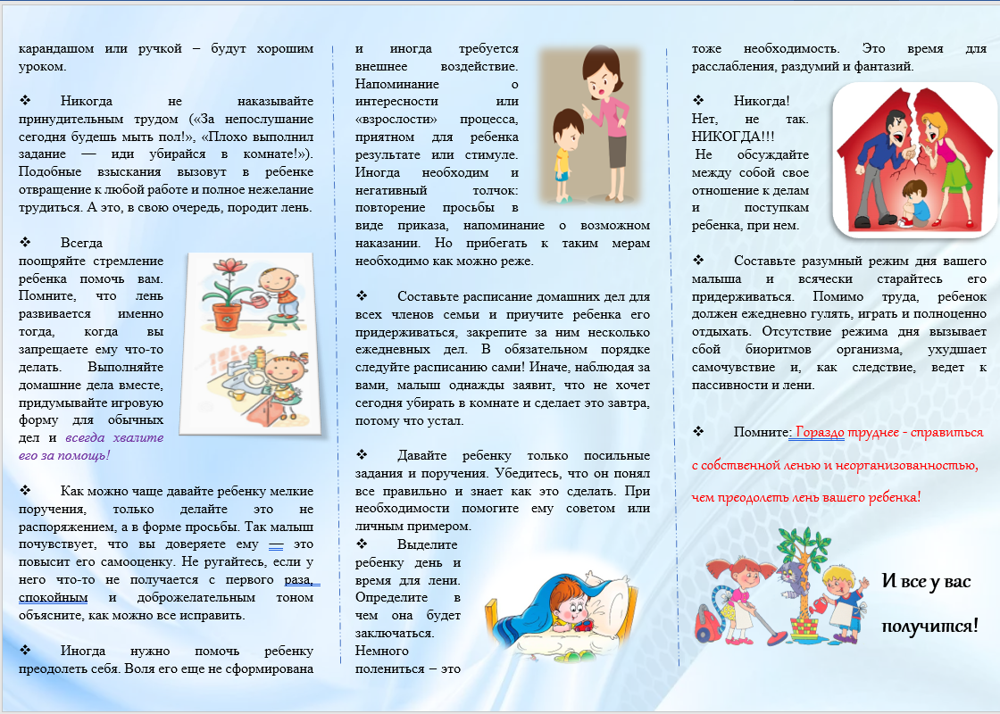 карандашом или ручкой – будут хорошим
уроком.
❖ Никогда не наказывайте
принудительным трудом («За непослушание
сегодня будешь мыть пол!», «Плохо выполнил
задание — иди убирайся в комнате!»).
Подобные взыскания вызовут в ребенке
отвращение к любой работе и полное нежелание
трудиться. А это, в свою очередь, породит лень.
❖ Всегда
поощряйте стремление
ребенка помочь вам.
Помните, что лень
развивается именно
тогда, когда вы
запрещаете ему что-то
делать. Выполняйте
домашние дела вместе,
придумывайте игровую
форму для обычных
дел и всегда хвалите
его за помощь!
❖ Как можно чаще давайте ребенку мелкие
поручения, только делайте это не
распоряжением, а в форме просьбы. Так малыш
почувствует, что вы доверяете ему — это
повысит его самооценку. Не ругайтесь, если у
него что-то не получается с первого раза,
спокойным и доброжелательным тоном
объясните, как можно все исправить.
❖ Иногда нужно помочь ребенку
преодолеть себя. Воля его еще не сформирована
и иногда требуется
внешнее воздействие.
Напоминание о
интересности или
«взрослости» процесса,
приятном для ребенка
результате или стимуле.
Иногда необходим и
негативный толчок:
повторение просьбы в
виде приказа, напоминание о возможном
наказании. Но прибегать к таким мерам
необходимо как можно реже.
❖ Составьте расписание домашних дел для
всех членов семьи и приучите ребенка его
придерживаться, закрепите за ним несколько
ежедневных дел. В обязательном порядке
следуйте расписанию сами! Иначе, наблюдая за
вами, малыш однажды заявит, что не хочет
сегодня убирать в комнате и сделает это завтра,
потому что устал.
❖ Давайте ребенку только посильные
задания и поручения. Убедитесь, что он понял
все правильно и знает как это сделать. При
необходимости помогите ему советом или
личным примером.
❖ Выделите
ребенку день и
время для лени.
Определите в
чем она будет
заключаться.
Немного
полениться – это
тоже необходимость. Это время для
расслабления, раздумий и фантазий.
❖ Никогда!
Нет, не так.
НИКОГДА!!!
Не обсуждайте
между собой свое
отношение к делам
и поступкам
ребенка, при нем.
❖ Составьте разумный режим дня вашего
малыша и всячески старайтесь его
придерживаться. Помимо труда, ребенок
должен ежедневно гулять, играть и полноценно
отдыхать. Отсутствие режима дня вызывает
сбой биоритмов организма, ухудшает
самочувствие и, как следствие, ведет к
пассивности и лени.
❖ Помните: Гораздо труднее - справиться
с собственной ленью и неорганизованностью,
чем преодолеть лень вашего ребенка!
И все у вас
получится!